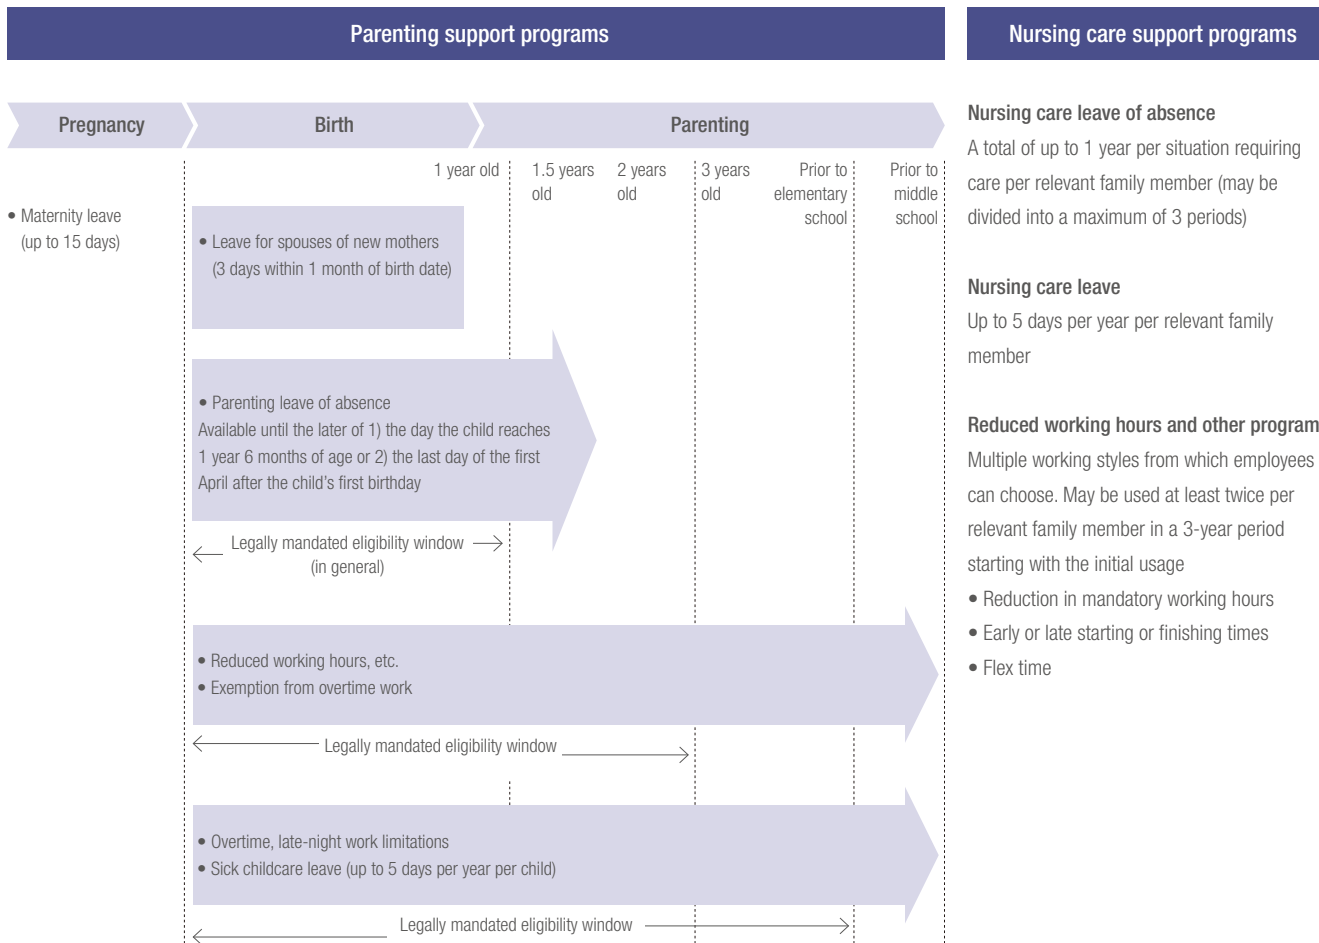 Parenting support programs
Pregnancy
Birth
Parenting
1 year old
1.5 years
old
2 years
old
3 years
old
Prior to
elementary
school
Prior to
middle
school
• Maternity leave
(up to 15 days)
• Leave for spouses of new mothers
(3 days within 1 month of birth date)
• Parenting leave of absence
Available until the later of 1) the day the child reaches
1 year 6 months of age or 2) the last day of the first
April after the child's first birthday
Legally mandated eligibility window
(in general)
• Reduced working hours, etc.
• Exemption from overtime work
Legally mandated eligibility window
• Overtime, late-night work limitations
• Sick childcare leave (up to 5 days per year per child)
Legally mandated eligibility window
Nursing care support programs
Nursing care leave of absence
A total of up to 1 year per situation requiring
care per relevant family member (may be
divided into a maximum of 3 periods)
Nursing care leave
Up to 5 days per year per relevant family
member
Reduced working hours and other program
Multiple working styles from which employees
can choose. May be used at least twice per
relevant family member in a 3-year period
starting with the initial usage
• Reduction in mandatory working hours
• Early or late starting or finishing times
• Flex time